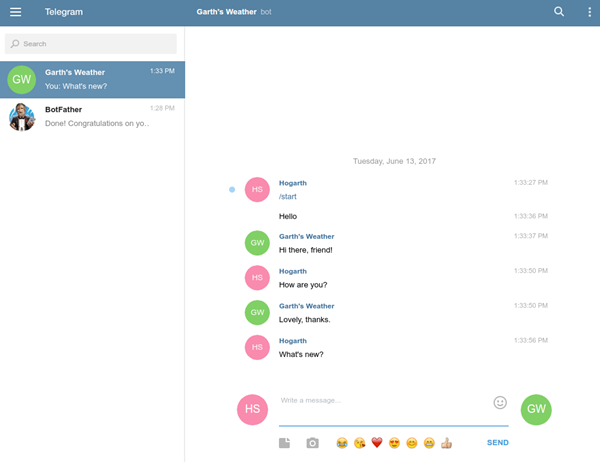 Telegram
Garth's Weather bot
Search
GW
Garth's Weather 1:33 PM
You: What's new?
BotFather 1:28 PM
Done! Congratulations on yo..
Tuesday, June 13, 2017
HS
Hogarth 1:33:27 PM
/start
Hello 1:33:36 PM
GW
Garth's Weather 1:33:37 PM
Hi there, friend!
HS
Hogarth 1:33:50 PM
How are you?
GW
Garth's Weather 1:33:50 PM
Lovely, thanks.
HS
Hogarth 1:33:56 PM
What's new?
HS
Write a message...
GW
SEND